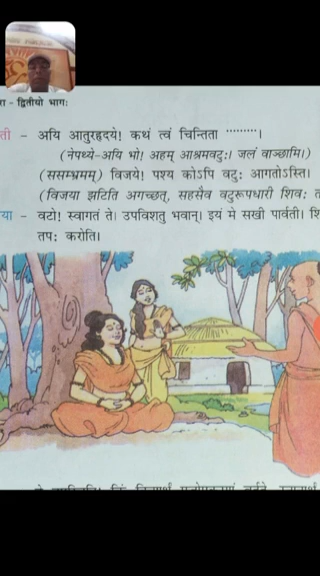 द्वितीयो भागः
ती - अयि आतुरहृदये! कथं त्वं चिन्तिता ………।
(नेपथ्ये-अयि भो! अहम् आश्रमवटुः। जलं वाञ्छामि।)
(ससम्भ्रमम्) विजये! पश्य कोऽपि वटुः आगतोऽस्ति।
(विजया झटिति अगच्छत्, सहसैव वटुरूपधारी शिवः
या - वटो! स्वागतं ते। उपविशतु भवान्। इयं मे सखी पार्वती।
तपः करोति।